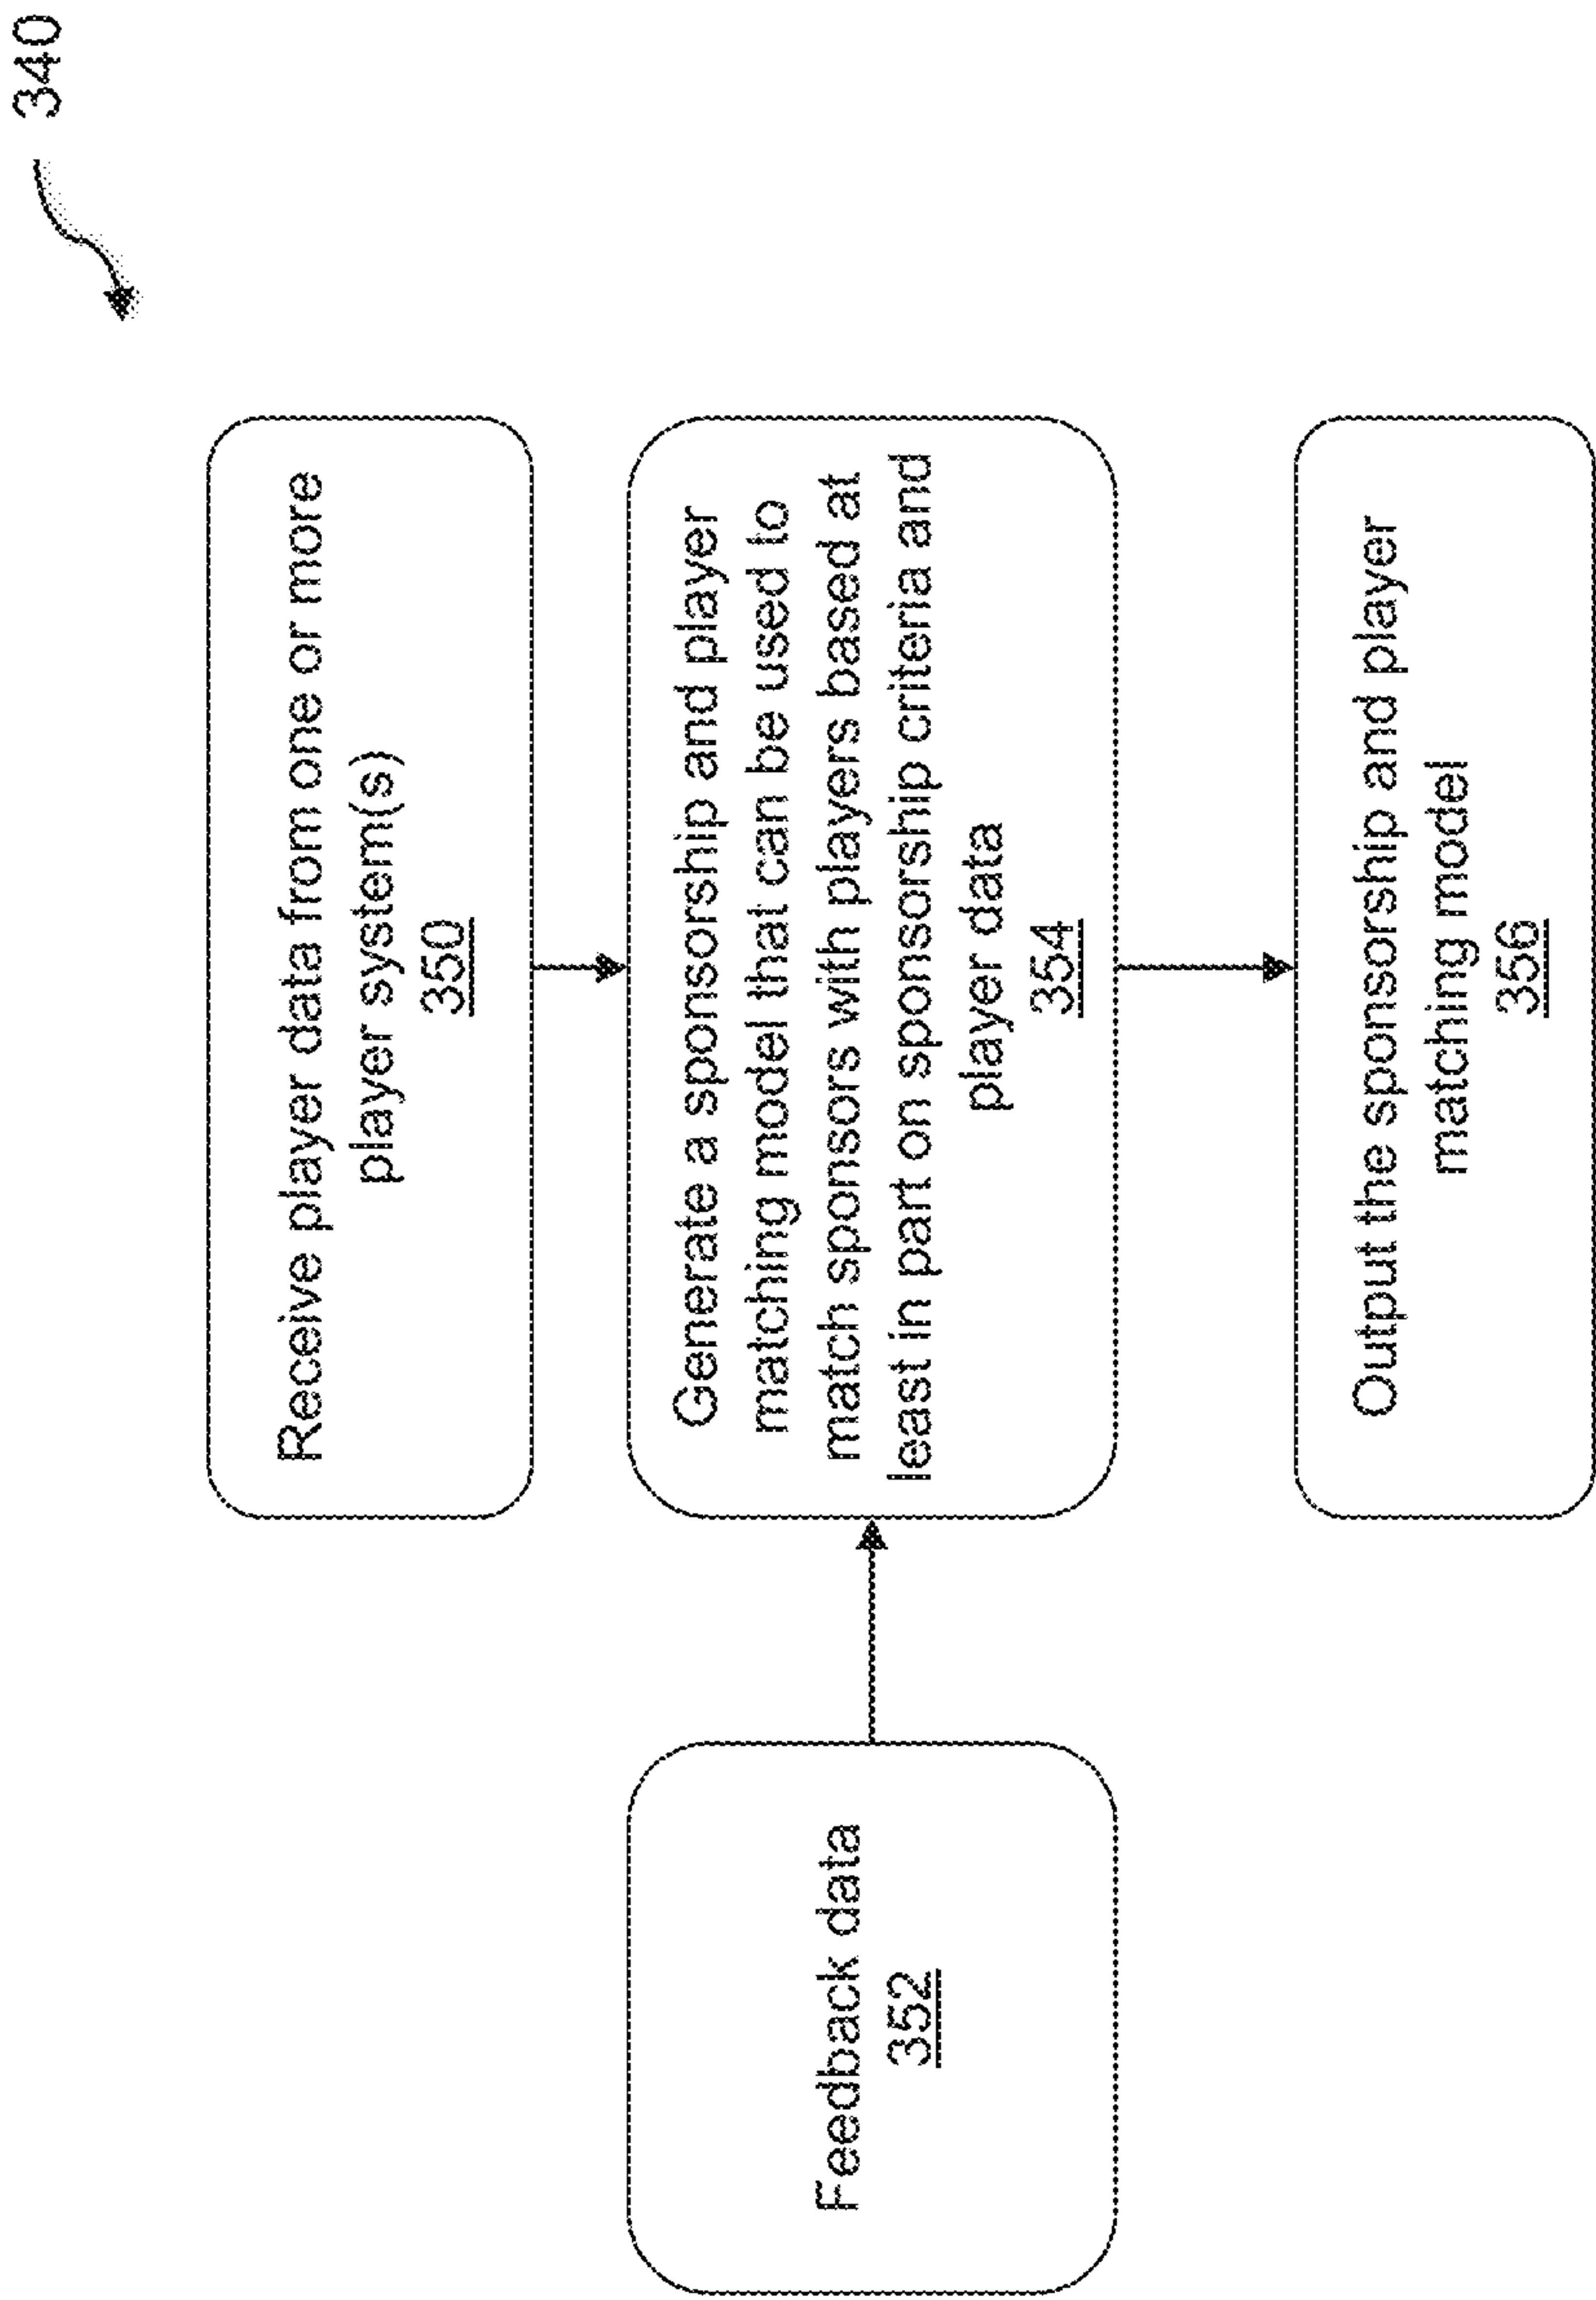 340
Receive player data from one or more
player system(s)
350
Feedback data
352
Generate a sponsorship and player
matching model that can be used to
match sponsors with players based at
least in part on sponsorship criteria and
player data
354
Output the sponsorship and player
matching model
356